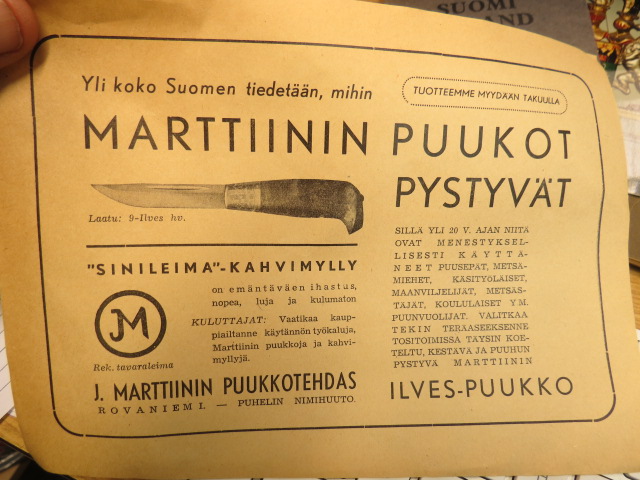 SUOMI
Yli koko Suomen tiedetään, mihin
TUOTTEEMME MYYDÄÄN TAKUULLA
MARTTIININ PUUKOT
PYSTYVÄT
Laatu: 9-Ilves hv.
"SINILEIMA"-KAHVIMYLLY
on emäntäväen ihastus,
nopea, luja ja kulumaton
JM
KULUTTAJAT: Vaatikaa kaup-
piailtanne käytännön työkaluja,
Marttiinin puukkoja ja kahvi-
myllyjä.
Rek. tavaraleima
J. MARTTIININ PUUKKOTEHDAS
ROVANIEMI. — PUHELIN NIMIHUUTO.
SILLÄ YLI 20 V. AJAN NIITÄ
OVAT MENESTYKSEL-
LISESTI KÄYTTÄ-
NEET PUUSEPÄT, METSÄ-
MIEHET, KÄSITYÖLAISET,
MAANVILJELIJÄT, METSÄS-
TÄJÄT, KOULULAISET YM.
PUUNVUOLIJAT. VALITKAA
TEKIN TERÄASEEKSENNE
TOSITOIMISSA TÄYSIN KOE-
TELTU, KESTÄVÄ JA PUUHUN
PYSTYVÄ MARTTIININ
ILVES-PUUKKO